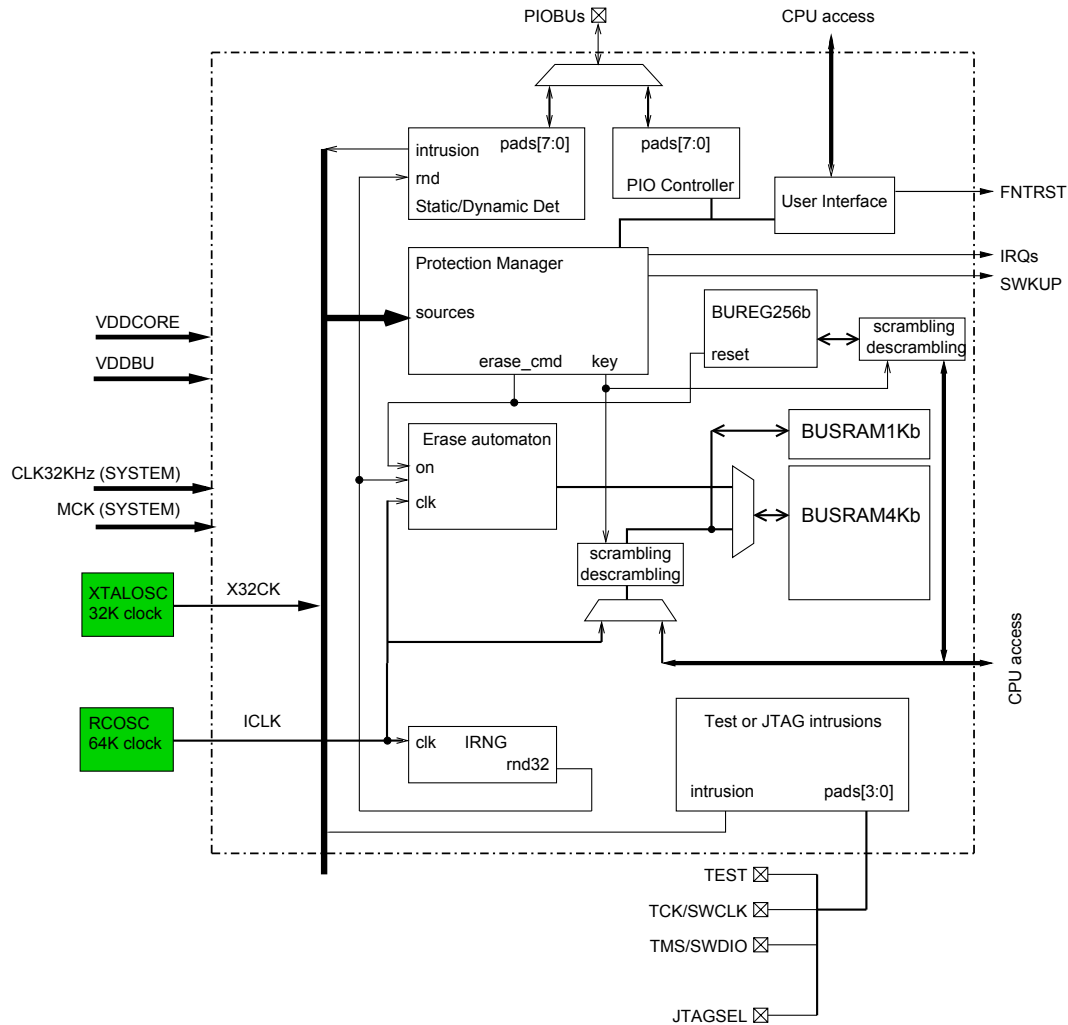 PIOBUs
CPU access
intrusion
pads[7:0]
rnd
Static/Dynamic Det
pads[7:0]
PIO Controller
User Interface
FNTRST
Protection Manager
sources
erase_cmd
key
IRQs
SWKUP
BUREG256b
reset
scrambling
descrambling
VDDCORE
VDDBU
Erase automaton
on
clk
BUSRAM1Kb
BUSRAM4Kb
CLK32KHz (SYSTEM)
MCK (SYSTEM)
scrambling
descrambling
XTALOSC
32K clock
X32CK
CPU access
RCOSC
64K clock
ICLK
clk
IRNG
rnd32
Test or JTAG intrusions
intrusion
pads[3:0]
TEST
TCK/SWCLK
TMS/SWDIO
JTAGSEL